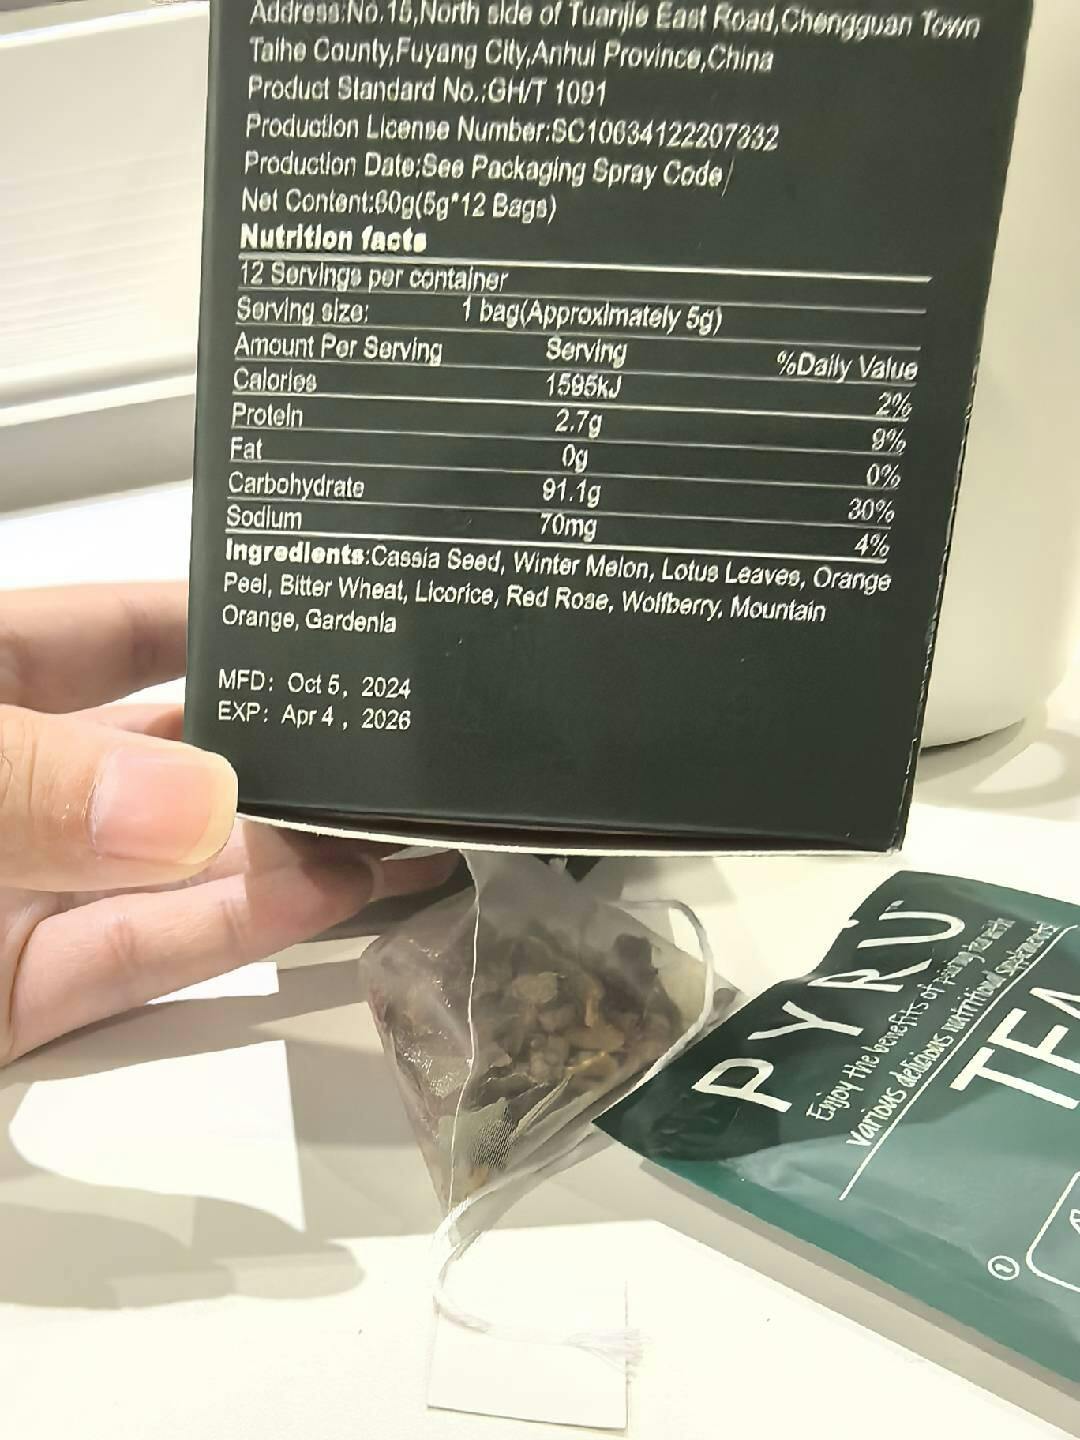 Address:No.15,North side of Tuanjie East Road,Chengguan Town
Taihe County,Fuyang City,Anhui Province,China
Product Standard No.:GH/T 1091
Production License Number:SC10634122207332
Production Date:See Packaging Spray Code
Net Content:60g(5g*12 Bags)
Nutrition facts
12 Servings per container
Serving size: 1 bag(Approximately 5g)
Amount Per Serving Serving %Daily Value
Calories 1595kJ 2%
Protein 2.7g 9%
Fat 0g 0%
Carbohydrate 91.1g 30%
Sodium 70mg 4%
Ingredients:Cassia Seed, Winter Melon, Lotus Leaves, Orange
Peel, Bitter Wheat, Licorice, Red Rose, Wolfberry, Mountain
Orange, Gardenia
MFD: Oct 5, 2024
EXP: Apr 4, 2026
PYRU™
Enjoy the benefits of pairing tea with
various delicious nutritional supplements!
TEA